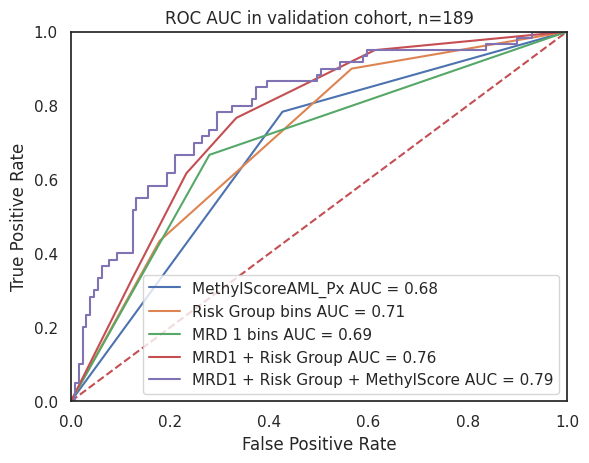 ROC AUC in validation cohort, n=189
True Positive Rate
1.0
0.8
0.6
0.4
0.2
0.0
MethylScoreAML_Px AUC = 0.68
Risk Group bins AUC = 0.71
MRD 1 bins AUC = 0.69
MRD1 + Risk Group AUC = 0.76
MRD1 + Risk Group + MethylScore AUC = 0.79
0.0 0.2 0.4 0.6 0.8 1.0
False Positive Rate